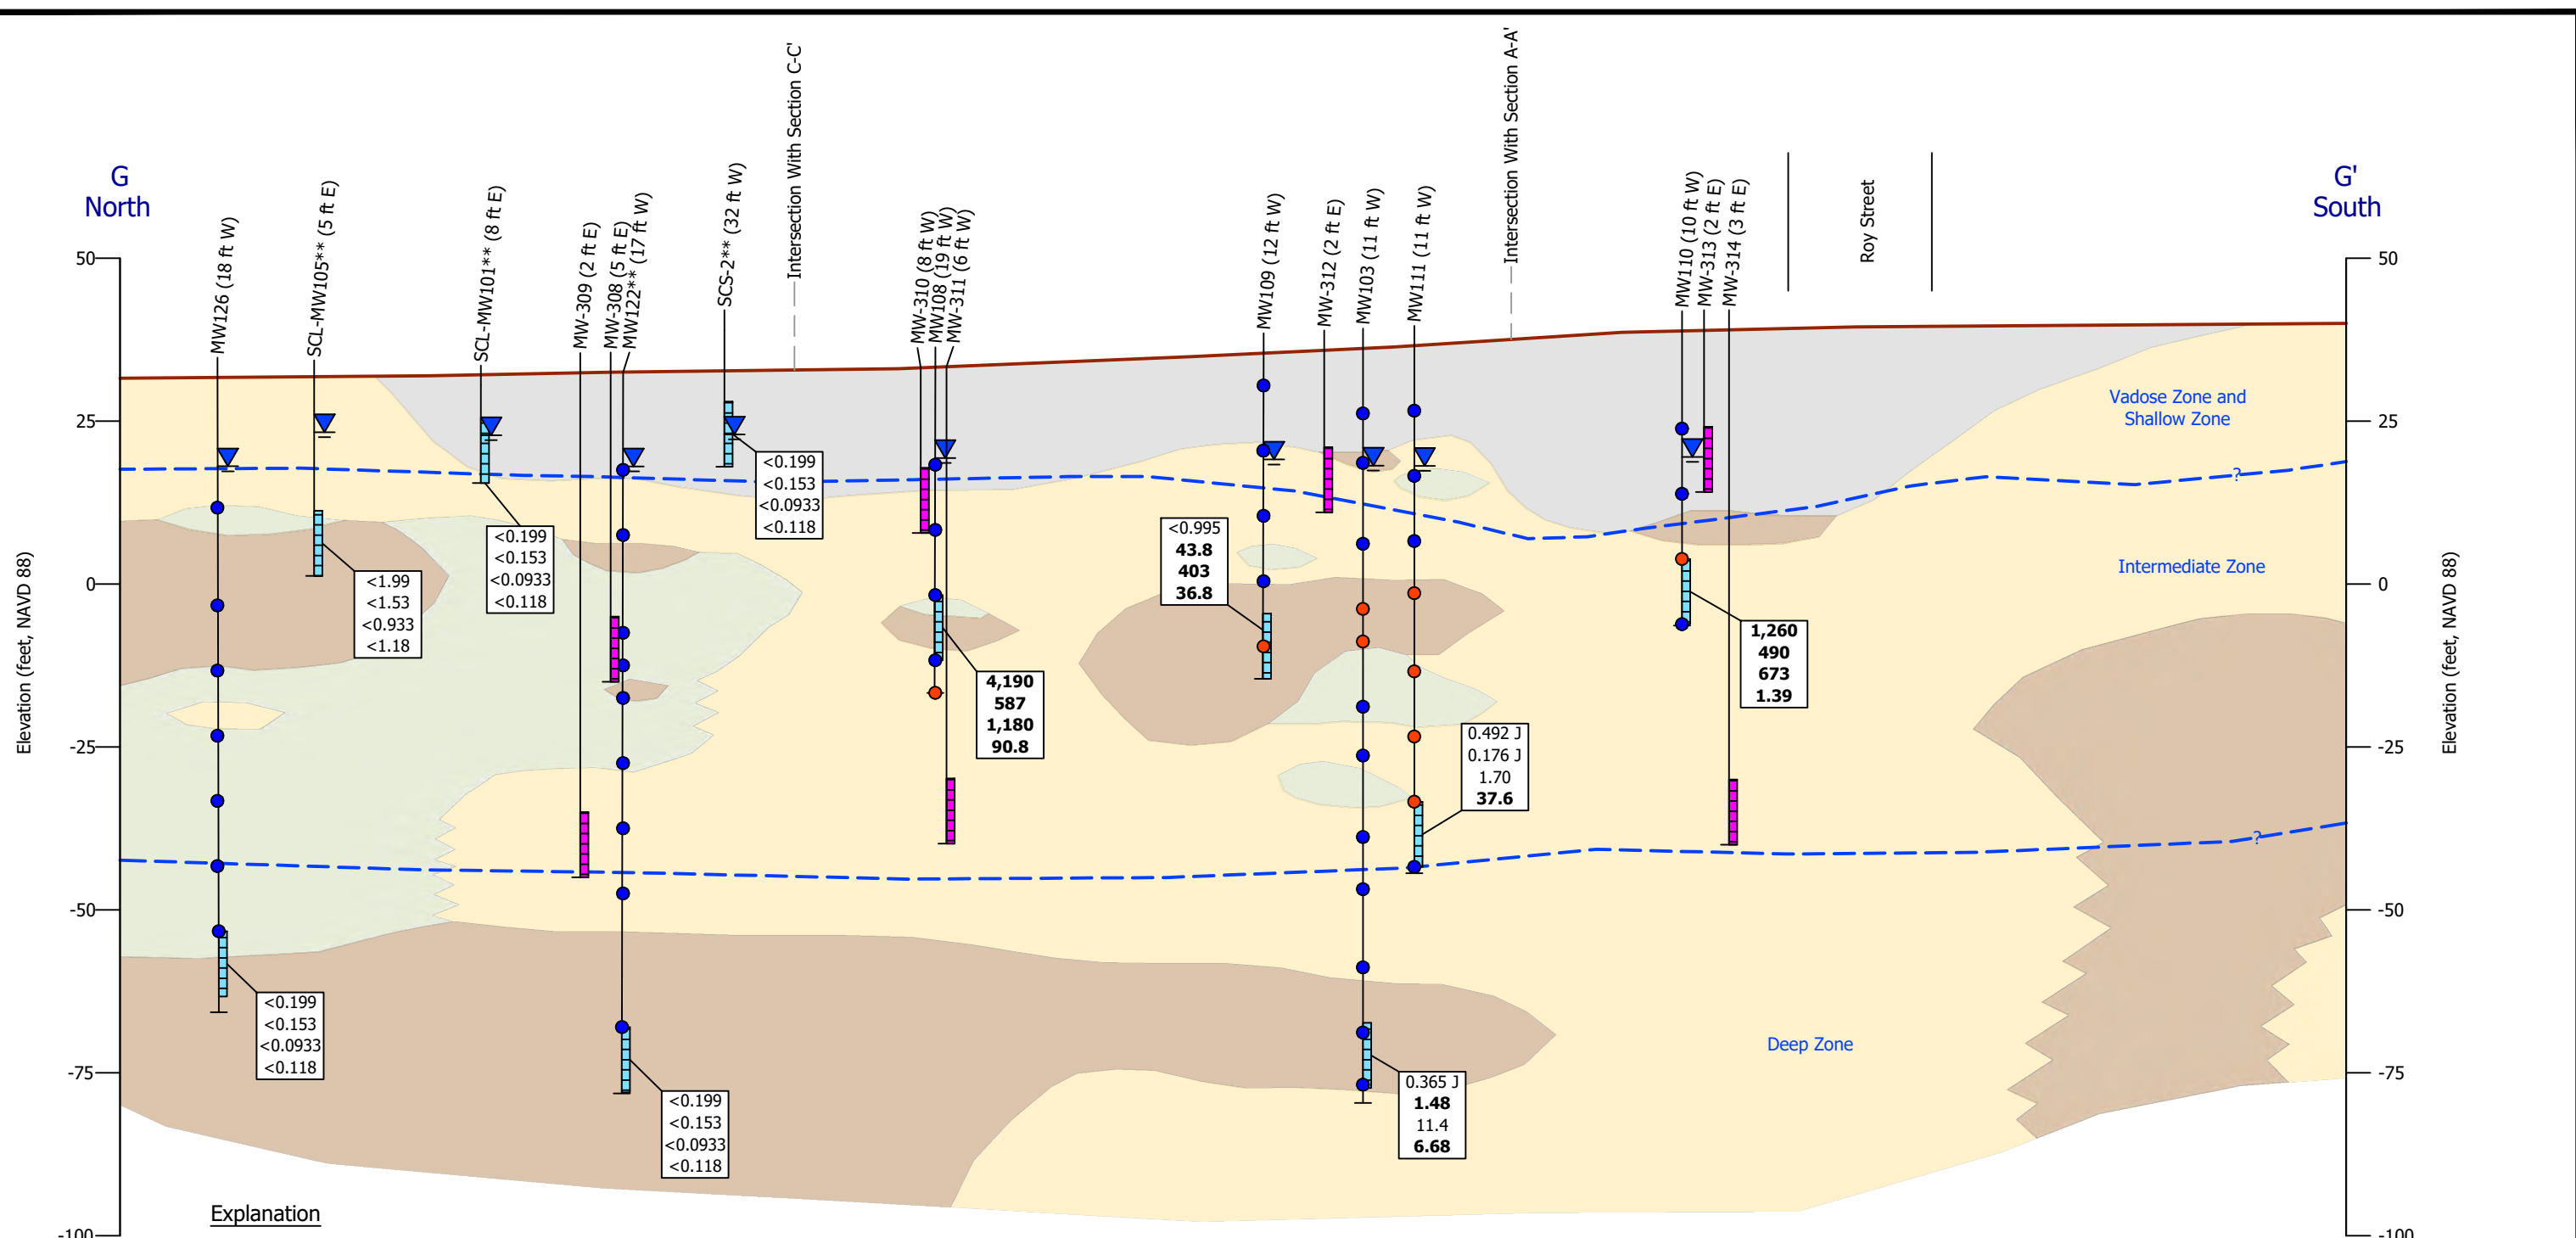 Intersection With Section C-C'
Intersection With Section A-A'
G
North
G'
South
MW126 (18 ft W)
SCL-MW105** (5 ft E)
SCL-MW101** (8 ft E)
MW-309 (2 ft E)
MW-308 (5 ft E)
MW122** (17 ft W)
SCS-2** (32 ft W)
MW-310 (8 ft W)
MW108 (19 ft W)
MW-311 (6 ft W)
MW109 (12 ft W)
MW-312 (2 ft E)
MW103 (11 ft W)
MW111 (11 ft W)
MW110 (10 ft W)
MW-313 (2 ft E)
MW-314 (3 ft E)
Roy Street
50
25
0
-25
-50
-75
-100
Elevation (feet, NAVD 88)
50
25
0
-25
-50
-75
-100
Elevation (feet, NAVD 88)
Vadose Zone and
Shallow Zone
?
Intermediate Zone
?
Deep Zone
<0.199
<0.153
<0.0933
<0.118
<1.99
<1.53
<0.933
<1.18
<0.199
<0.153
<0.0933
<0.118
<0.199
<0.153
<0.0933
<0.118
<0.199
<0.153
<0.0933
<0.118
4,190
587
1,180
90.8
<0.995
43.8
403
36.8
0.365 J
1.48
11.4
6.68
0.492 J
0.176 J
1.70
37.6
1,260
490
673
1.39
Explanation